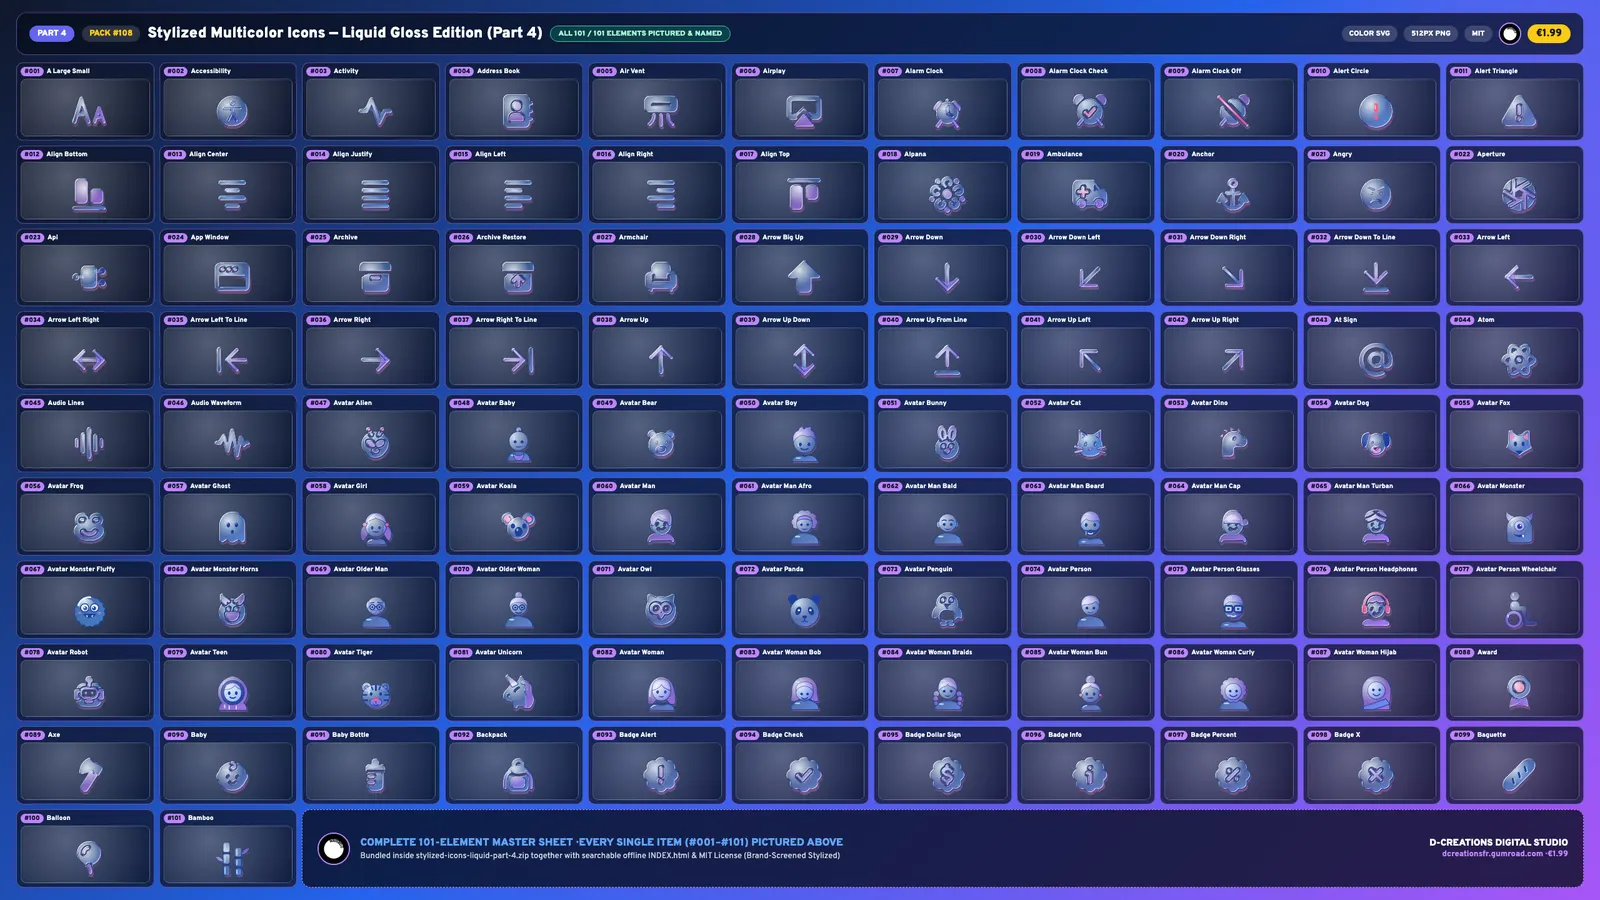 PART 4 PACK #108 Stylized Multicolor Icons – Liquid Gloss Edition (Part 4) ALL 101 / 101 ELEMENTS PICTURED & NAMED COLOR SVG 512PX PNG MIT €1.99
#001 A Large Small #002 Accessibility #003 Activity #004 Address Book #005 Air Vent #006 Airplay #007 Alarm Clock #008 Alarm Clock Check #009 Alarm Clock Off #010 Alert Circle #011 Alert Triangle
#012 Align Bottom #013 Align Center #014 Align Justify #015 Align Left #016 Align Right #017 Align Top #018 Alpana #019 Ambulance #020 Anchor #021 Angry #022 Aperture
#023 Api #024 App Window #025 Archive #026 Archive Restore #027 Armchair #028 Arrow Big Up #029 Arrow Down #030 Arrow Down Left #031 Arrow Down Right #032 Arrow Down To Line #033 Arrow Left
#034 Arrow Left Right #035 Arrow Left To Line #036 Arrow Right #037 Arrow Right To Line #038 Arrow Up #039 Arrow Up Down #040 Arrow Up From Line #041 Arrow Up Left #042 Arrow Up Right #043 At Sign #044 Atom
#045 Audio Lines #046 Audio Waveform #047 Avatar Alien #048 Avatar Baby #049 Avatar Bear #050 Avatar Boy #051 Avatar Bunny #052 Avatar Cat #053 Avatar Dino #054 Avatar Dog #055 Avatar Fox
#056 Avatar Frog #057 Avatar Ghost #058 Avatar Girl #059 Avatar Koala #060 Avatar Man #061 Avatar Man Afro #062 Avatar Man Bald #063 Avatar Man Beard #064 Avatar Man Cap #065 Avatar Man Turban #066 Avatar Monster
#067 Avatar Monster Fluffy #068 Avatar Monster Horns #069 Avatar Older Man #070 Avatar Older Woman #071 Avatar Owl #072 Avatar Panda #073 Avatar Penguin #074 Avatar Person #075 Avatar Person Glasses #076 Avatar Person Headphones #077 Avatar Person Wheelchair
#078 Avatar Robot #079 Avatar Teen #080 Avatar Tiger #081 Avatar Unicorn #082 Avatar Woman #083 Avatar Woman Bob #084 Avatar Woman Braids #085 Avatar Woman Bun #086 Avatar Woman Curly #087 Avatar Woman Hijab #088 Award
#089 Axe #090 Baby #091 Baby Bottle #092 Backpack #093 Badge Alert #094 Badge Check #095 Badge Dollar Sign #096 Badge Info #097 Badge Percent #098 Badge X #099 Baguette
#100 Balloon #101 Bamboo
COMPLETE 101-ELEMENT MASTER SHEET · EVERY SINGLE ITEM (#001–#101) PICTURED ABOVE
Bundled inside stylized-icons-liquid-part-4.zip together with searchable offline INDEX.html & MIT License (Brand-Screened Stylized)
D-CREATIONS DIGITAL STUDIO
dcreationsfr.gumroad.com · €1.99